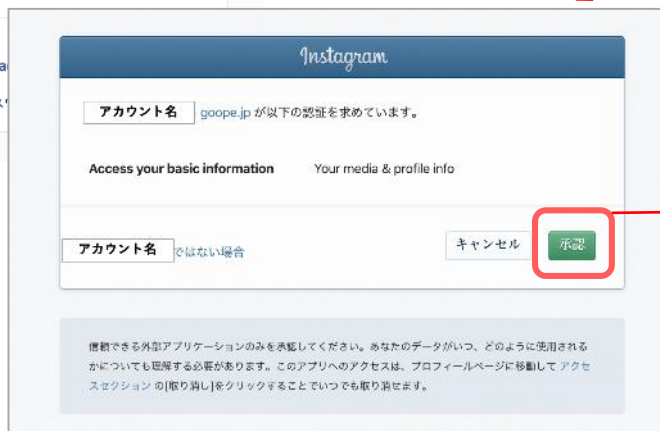 Instagram
アカウント名 goope.jp が以下の認証を求めています。
Access your basic information Your media & profile info
アカウント名 ではない場合 キャンセル 承認
信頼できる外部アプリケーションのみを承認してください。あなたのデータがいつ、どのように使用される
かについても理解する必要があります。このアプリへのアクセスは、プロフィールページに移動して アクセ
スセクション の[取り消し]をクリックすることでいつでも取り消せます。